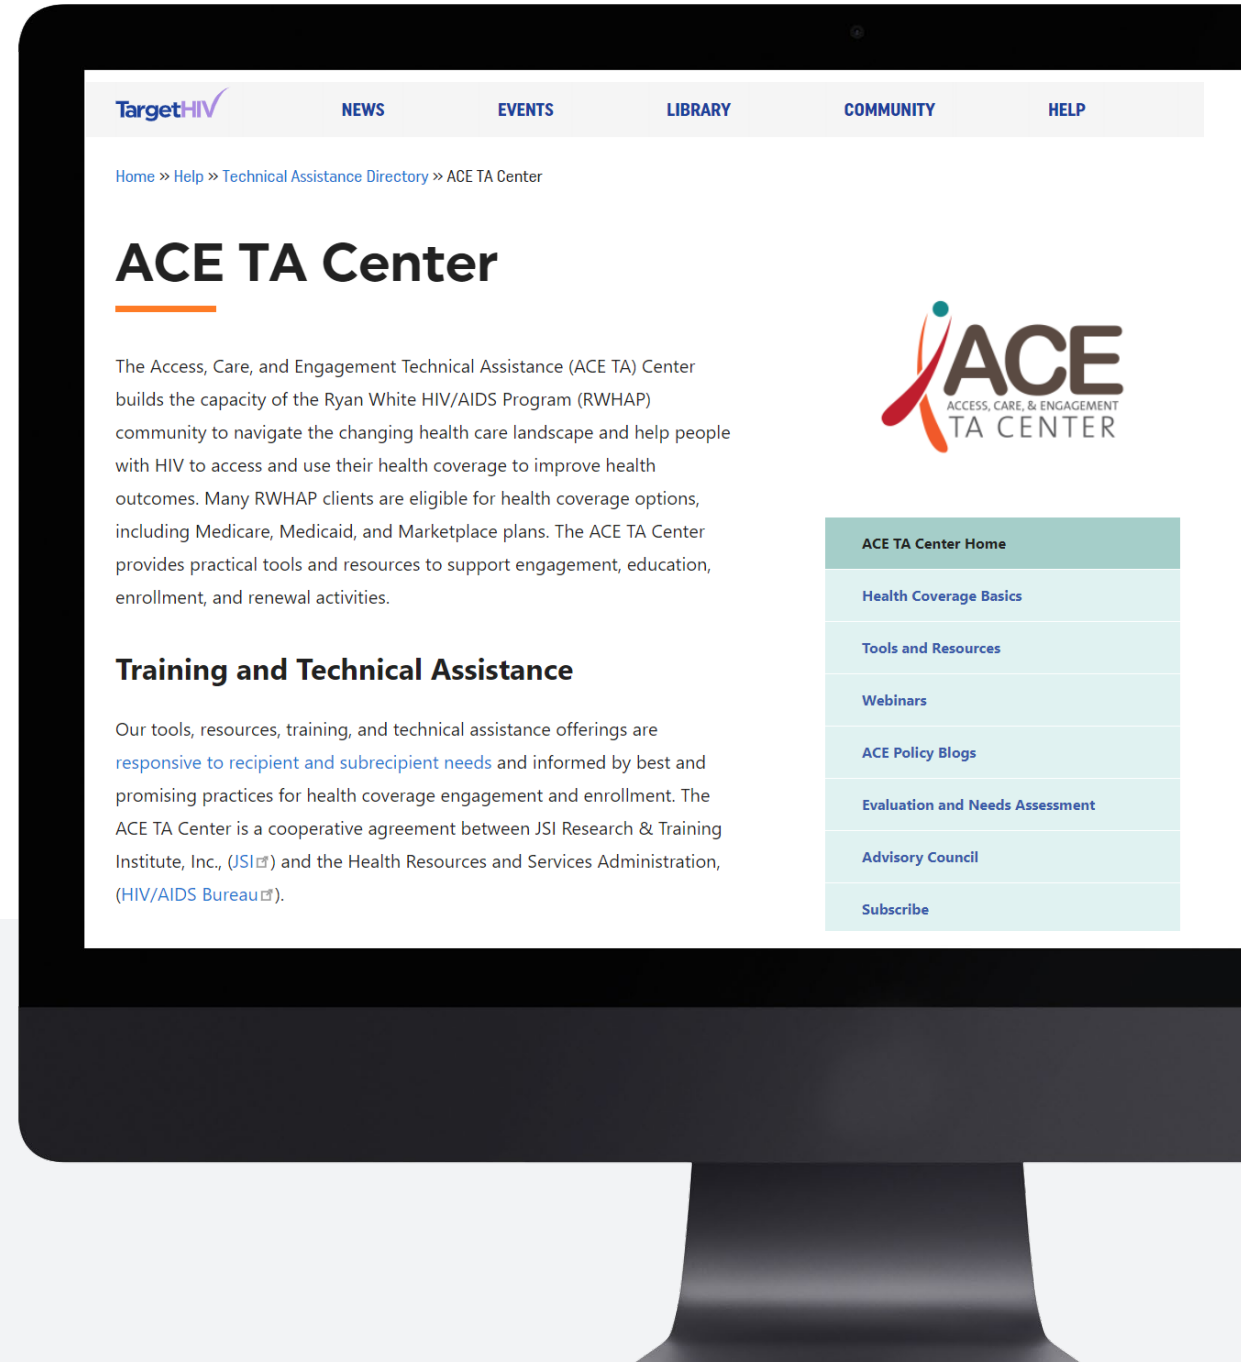 TargetHIV
NEWS
EVENTS
LIBRARY
COMMUNITY
HELP
Home » Help » Technical Assistance Directory » ACE TA Center
ACE TA Center
The Access, Care, and Engagement Technical Assistance (ACE TA) Center
builds the capacity of the Ryan White HIV/AIDS Program (RWHAP)
community to navigate the changing health care landscape and help people
with HIV to access and use their health coverage to improve health
outcomes. Many RWHAP clients are eligible for health coverage options,
including Medicare, Medicaid, and Marketplace plans. The ACE TA Center
provides practical tools and resources to support engagement, education,
enrollment, and renewal activities.
Training and Technical Assistance
Our tools, resources, training, and technical assistance offerings are
responsive to recipient and subrecipient needs and informed by best and
promising practices for health coverage engagement and enrollment. The
ACE TA Center is a cooperative agreement between JSI Research & Training
Institute, Inc., (JSI) and the Health Resources and Services Administration,
(HIV/AIDS Bureau).
ACE
ACCESS, CARE, & ENGAGEMENT
TA CENTER
ACE TA Center Home
Health Coverage Basics
Tools and Resources
Webinars
ACE Policy Blogs
Evaluation and Needs Assessment
Advisory Council
Subscribe